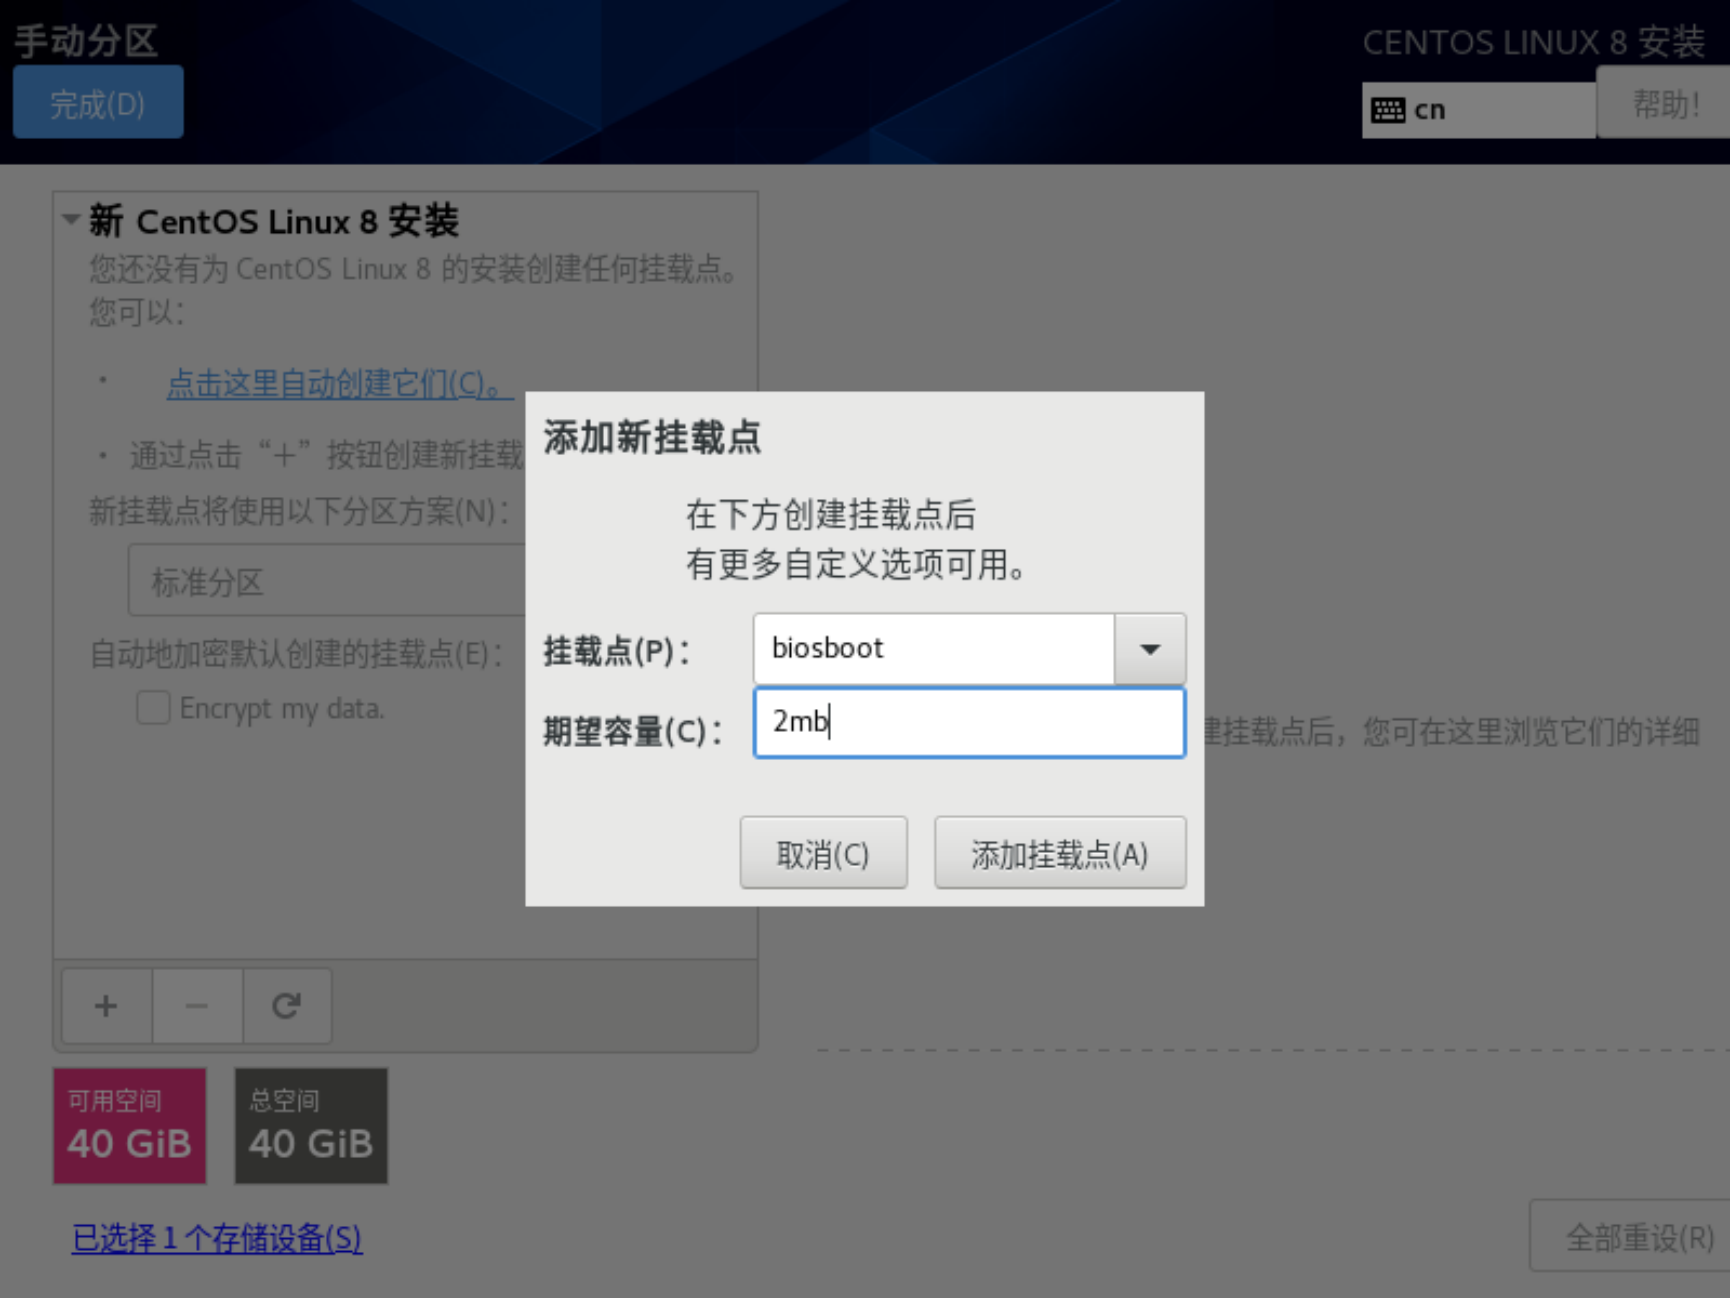 手动分区
CENTOS LINUX 8 安装
完成(D)
cn
帮助!
新 CentOS Linux 8 安装
您还没有为 CentOS Linux 8 的安装创建任何挂载点。
您可以：
· 点击这里自动创建它们(C)。
· 通过点击“+”按钮创建新挂载
新挂载点将使用以下分区方案(N)：
标准分区
自动地加密默认创建的挂载点(E)：
Encrypt my data.
添加新挂载点
在下方创建挂载点后
有更多自定义选项可用。
挂载点(P)：
biosboot
期望容量(C)：
2mb
取消(C)
添加挂载点(A)
建挂载点后，您可在这里浏览它们的详细
+
−
可用空间
40 GiB
总空间
40 GiB
已选择 1 个存储设备(S)
全部重设(R)